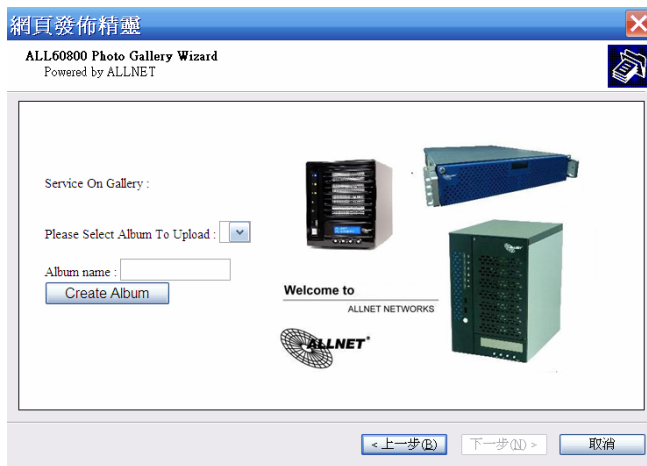 網頁發佈精靈
ALL60800 Photo Gallery Wizard
Powered by ALLNET
Service On Gallery :
Please Select Album To Upload :
Album name :
Create Album
Welcome to
ALLNET NETWORKS
ALLNET
<上一步(B)
下一步(N) >
取消